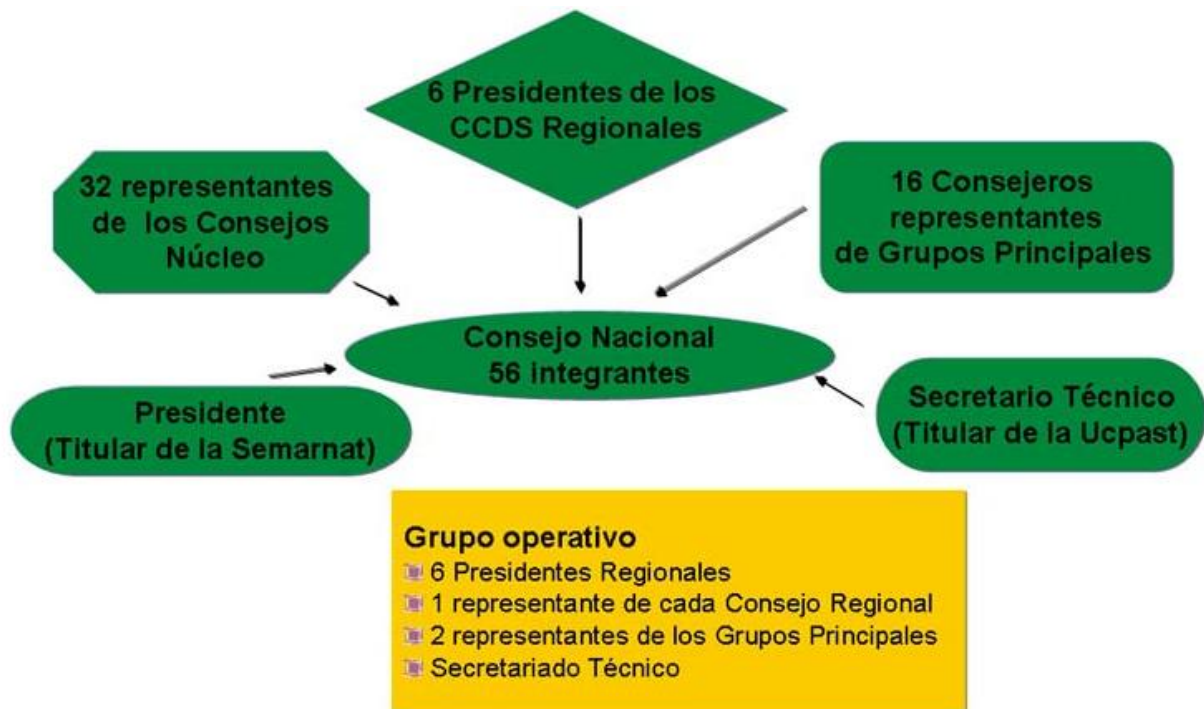 6 Presidentes de los
CCDS Regionales
32 representantes
de los Consejos
Núcleo
16 Consejeros
representantes
de Grupos Principales
Consejo Nacional
56 integrantes
Presidente
(Titular de la Semarnat)
Secretario Técnico
(Titular de la Ucpast)
Grupo operativo
6 Presidentes Regionales
1 representante de cada Consejo Regional
2 representantes de los Grupos Principales
Secretariado Técnico